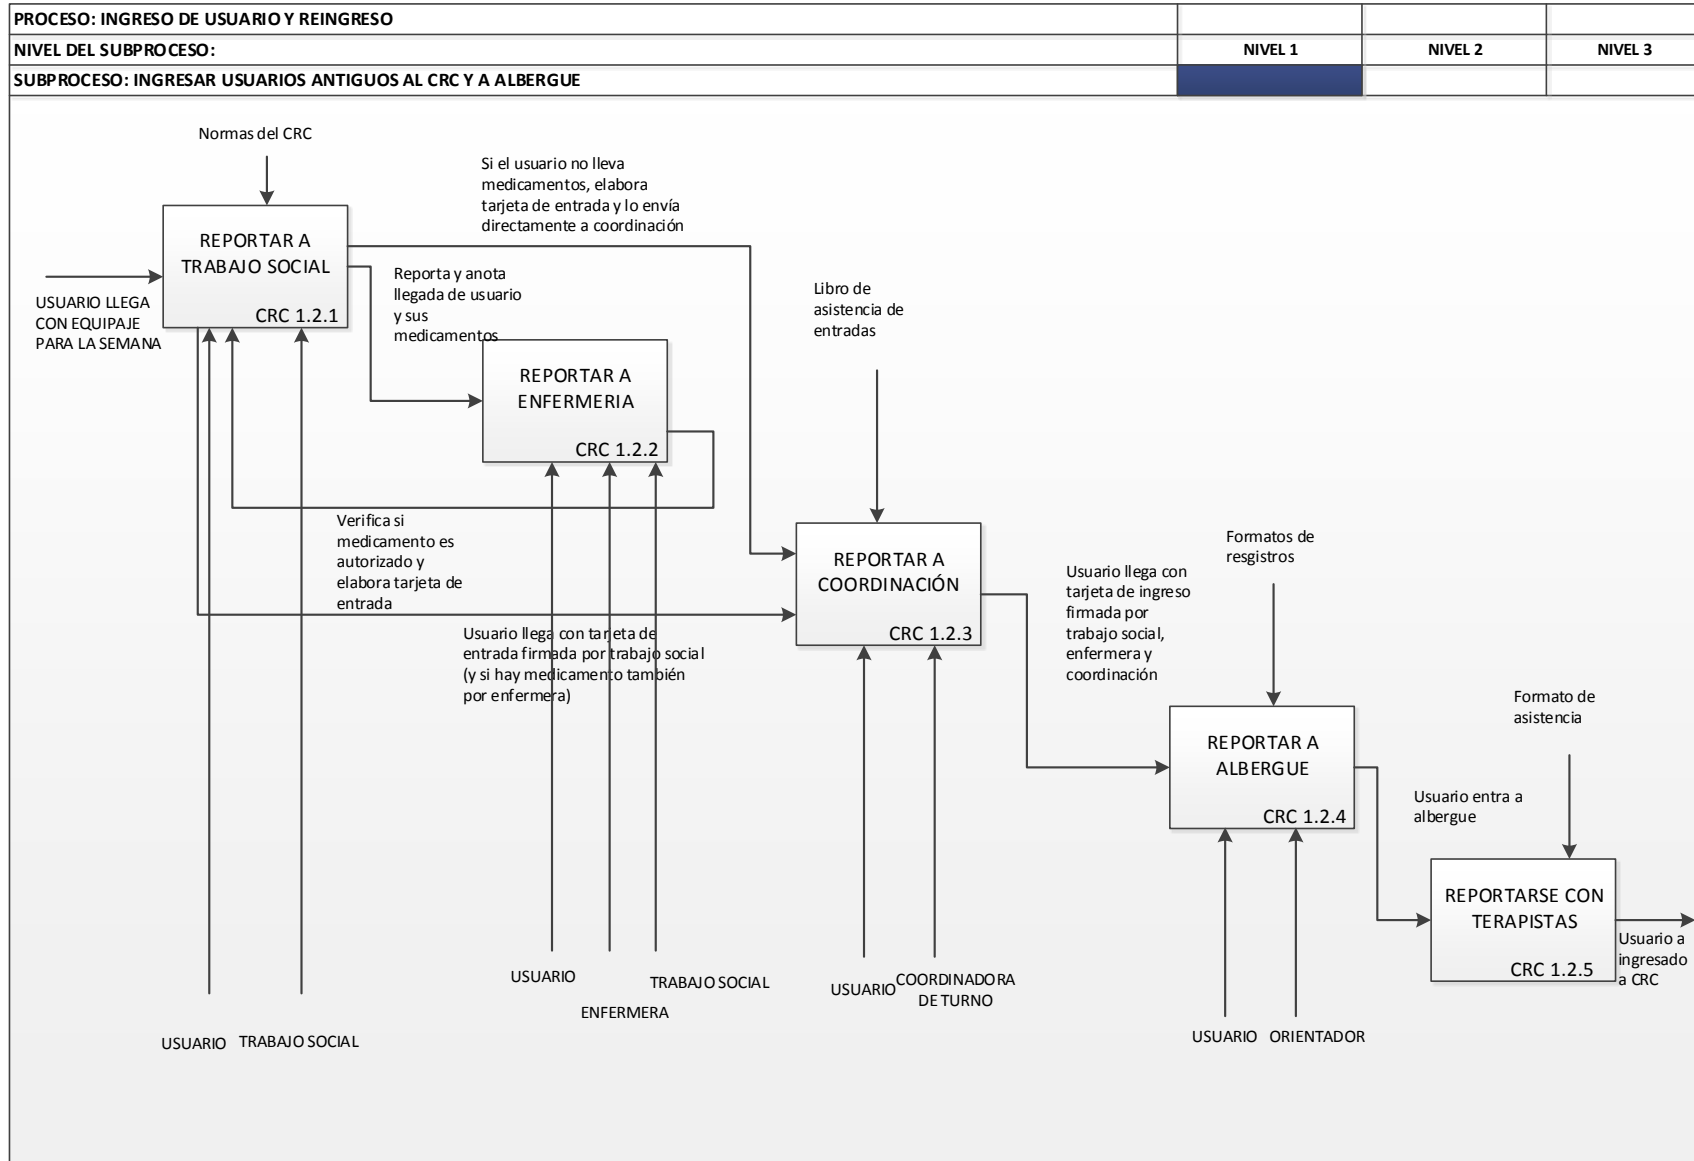 PROCESO: INGRESO DE USUARIO Y REINGRESO
NIVEL DEL SUBPROCESO:
NIVEL 1
NIVEL 2
NIVEL 3
SUBPROCESO: INGRESAR USUARIOS ANTIGUOS AL CRC Y A ALBERGUE
Normas del CRC
Si el usuario no lleva
medicamentos, elabora
tarjeta de entrada y lo envía
directamente a coordinación
REPORTAR A
TRABAJO SOCIAL
CRC 1.2.1
USUARIO LLEGA
CON EQUIPAJE
PARA LA SEMANA
Reporta y anota
llegada de usuario
y sus
medicamentos
Libro de
asistencia de
entradas
REPORTAR A
ENFERMERIA
CRC 1.2.2
Verifica si
medicamento es
autorizado y
elabora tarjeta de
entrada
REPORTAR A
COORDINACIÓN
CRC 1.2.3
Usuario llega con tarjeta de
entrada firmada por trabajo social
(y si hay medicamento también
por enfermera)
Usuario llega con
tarjeta de ingreso
firmada por
trabajo social,
enfermera y
coordinación
Formatos de
resgistros
REPORTAR A
ALBERGUE
CRC 1.2.4
Formato de
asistencia
Usuario entra a
albergue
REPORTARSE CON
TERAPISTAS
CRC 1.2.5
Usuario a
ingresado
a CRC
USUARIO
TRABAJO SOCIAL
USUARIO
ENFERMERA
TRABAJO SOCIAL
USUARIO
COORDINADORA
DE TURNO
USUARIO
ORIENTADOR